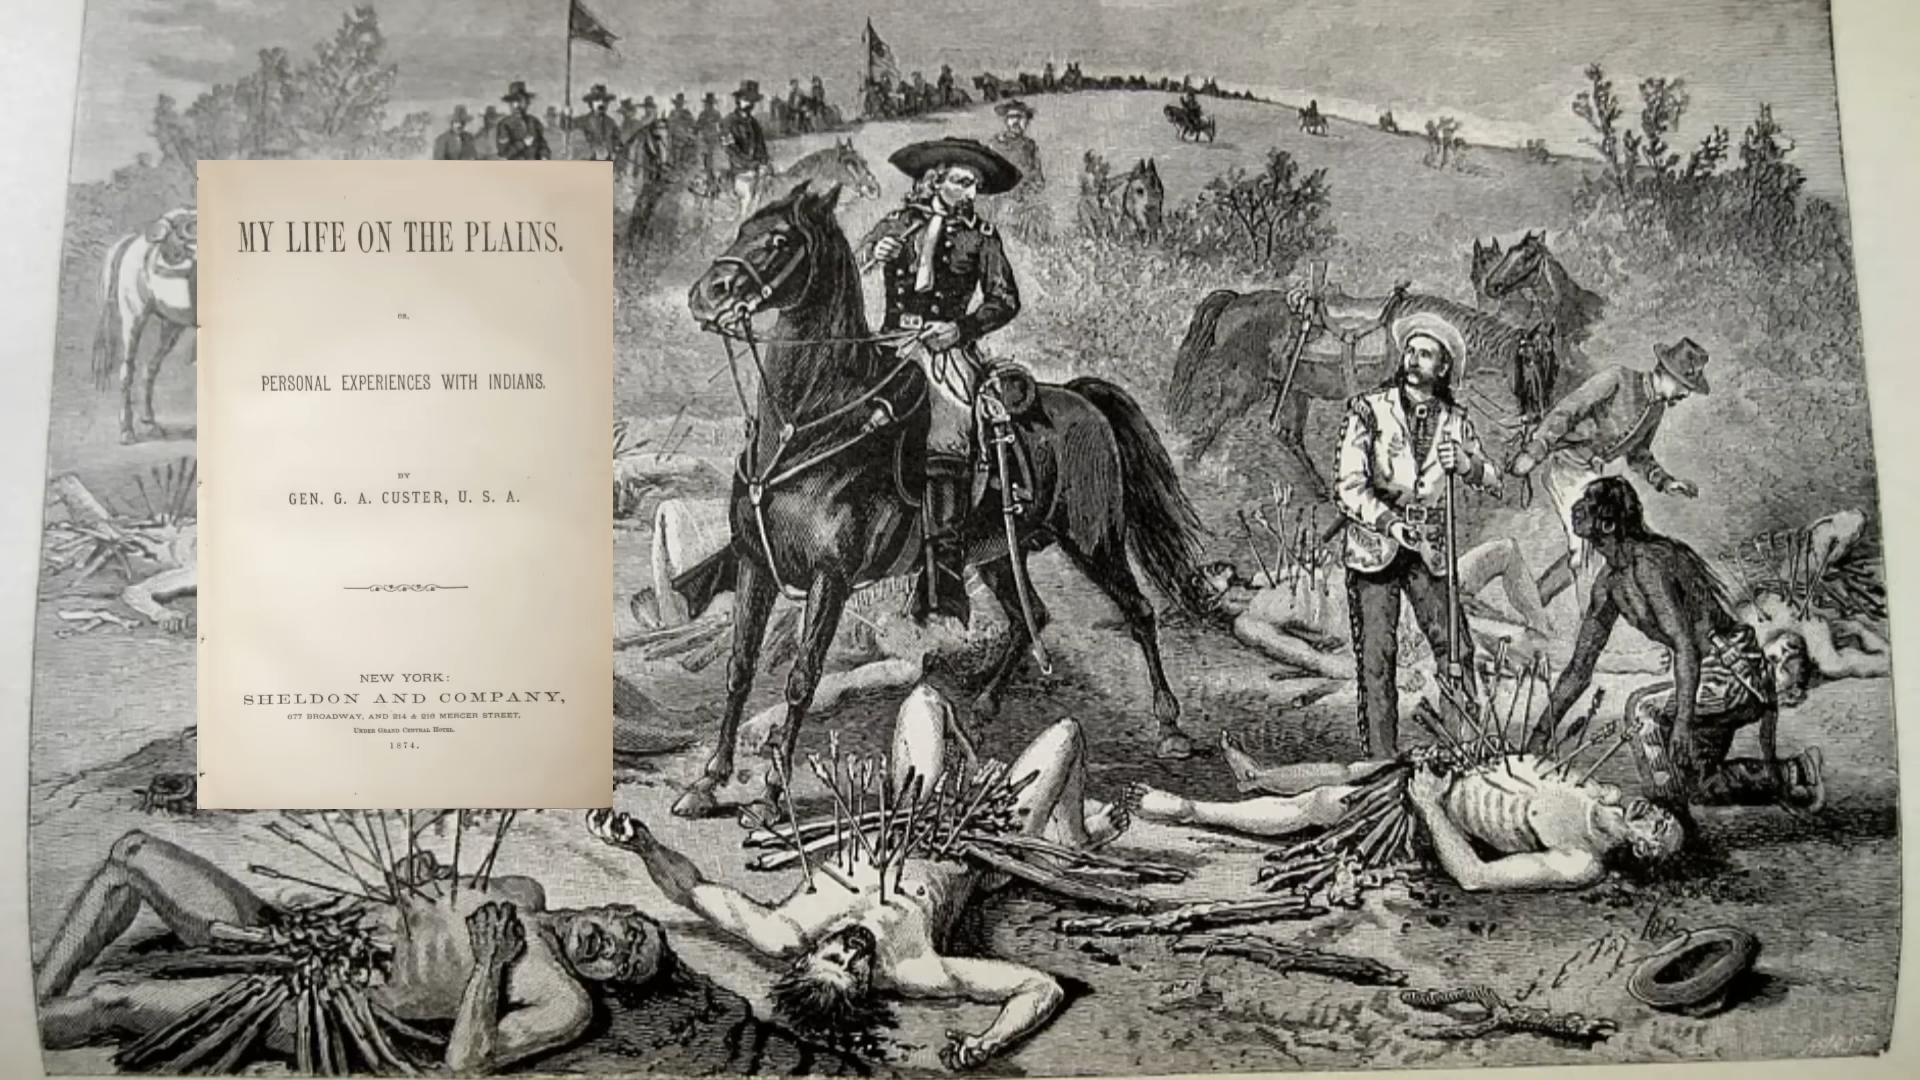 MY LIFE ON THE PLAINS.
OR,
PERSONAL EXPERIENCES WITH INDIANS.
BY
GEN. G. A. CUSTER, U. S. A.
NEW YORK:
SHELDON AND COMPANY,
677 BROADWAY, AND 214 & 216 MERCER STREET,
UNDER GRAND CENTRAL HOTEL.
1874.